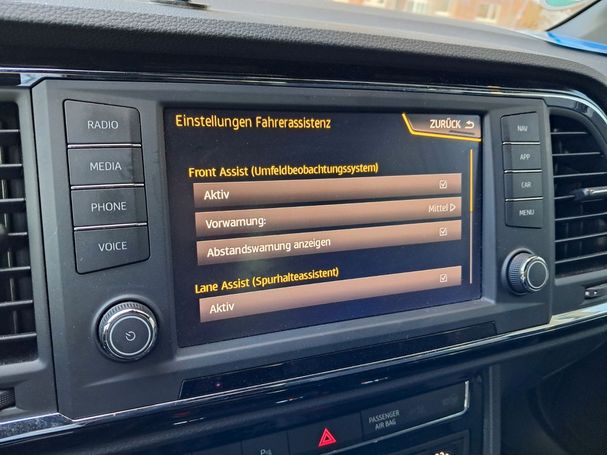 RADIO
MEDIA
PHONE
VOICE
Einstellungen Fahrerassistenz
ZURÜCK
Front Assist (Umfeldbeobachtungssystem)
Aktiv
Vorwarnung:
Mittel
Abstandswarnung anzeigen
Lane Assist (Spurhalteassistent)
Aktiv
NAV
APP
CAR
MENU
PASSENGER
AIR BAG